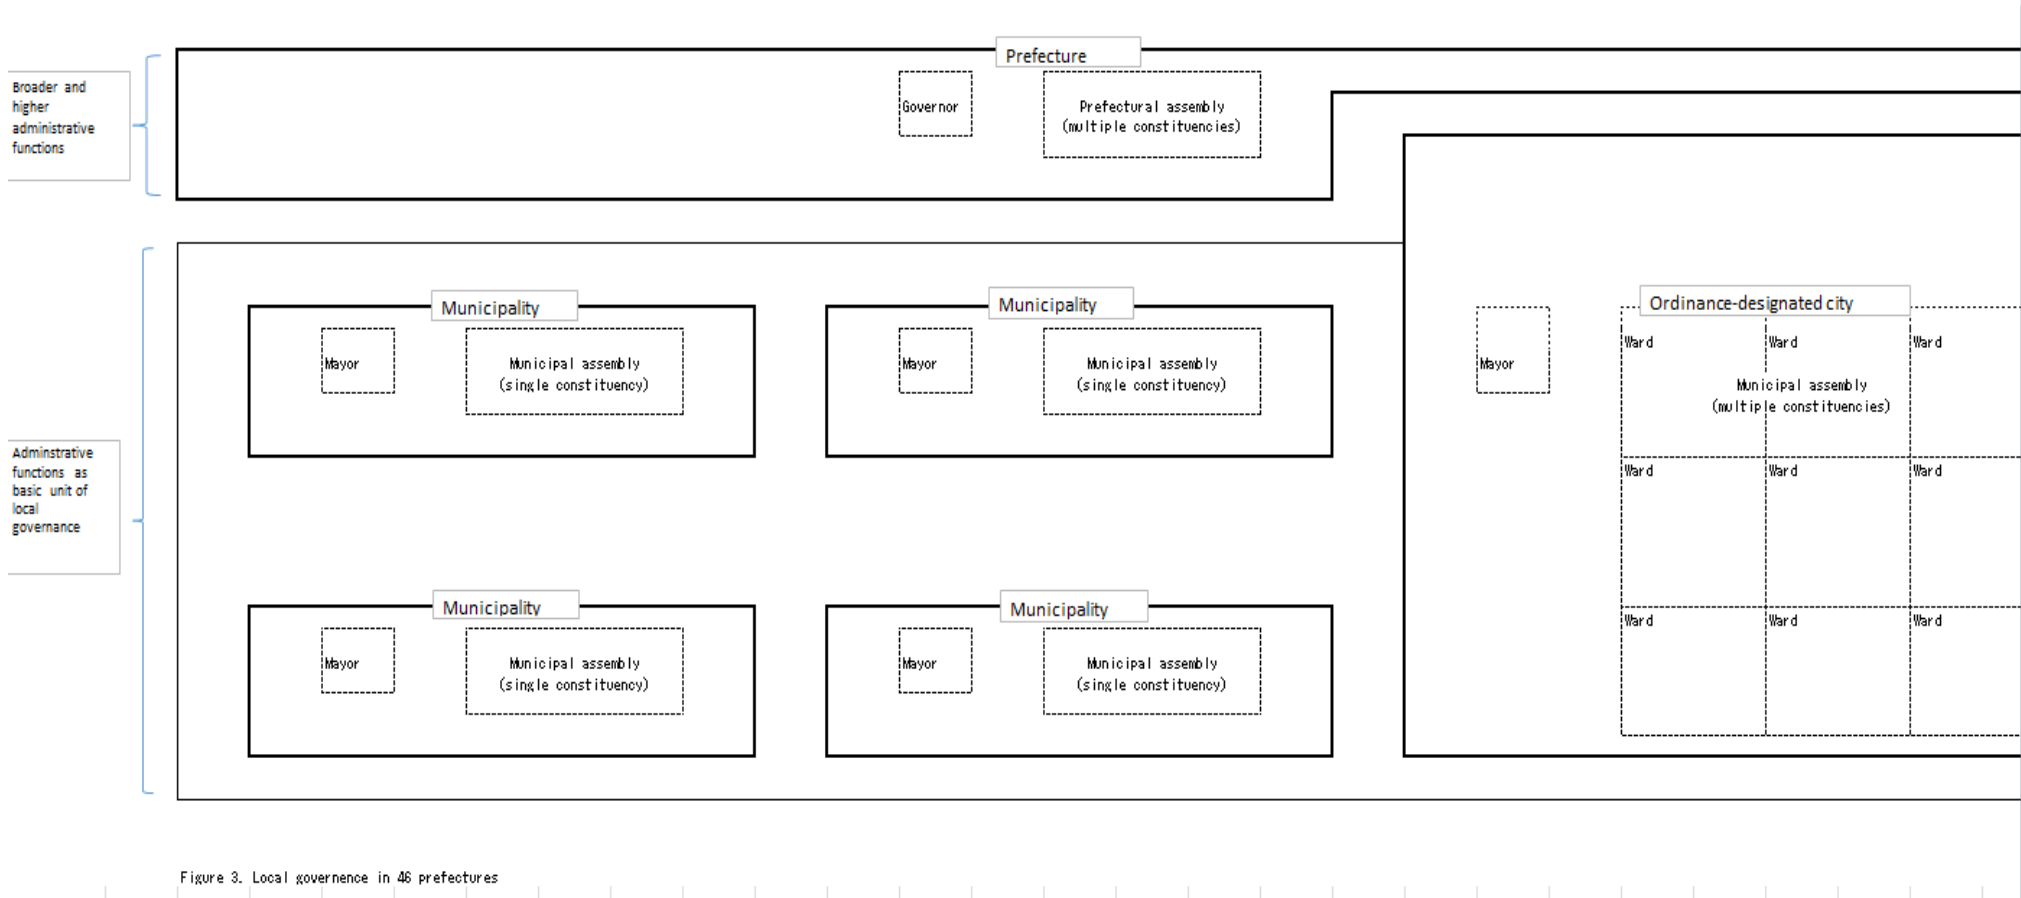 Prefecture
Broader and
higher
administrative
functions
Governor
Prefectural assembly
(multiple constituencies)
Municipality
Mayor
Municipal assembly
(single constituency)
Municipality
Mayor
Municipal assembly
(single constituency)
Ordinance-designated city
Mayor
Ward
Ward
Ward
Municipal assembly
(multiple constituencies)
Ward
Ward
Ward
Ward
Ward
Ward
Adminstrative
functions as
basic unit of
local
governance
Municipality
Mayor
Municipal assembly
(single constituency)
Municipality
Mayor
Municipal assembly
(single constituency)
Figure 3. Local governence in 46 prefectures